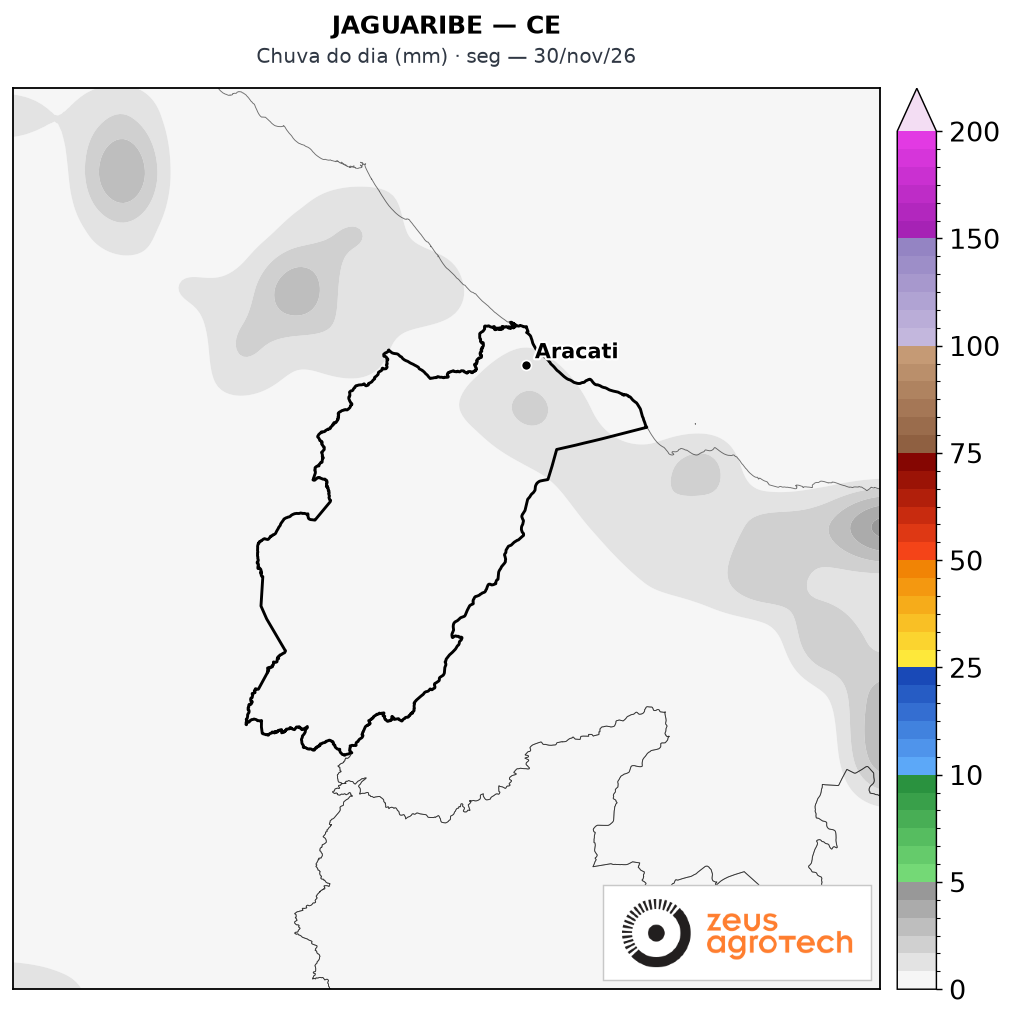 JAGUARIBE — CE
Chuva do dia (mm) · seg — 30/nov/26
Aracati
200
150
100
75
50
25
10
5
0
zeus
agrotech